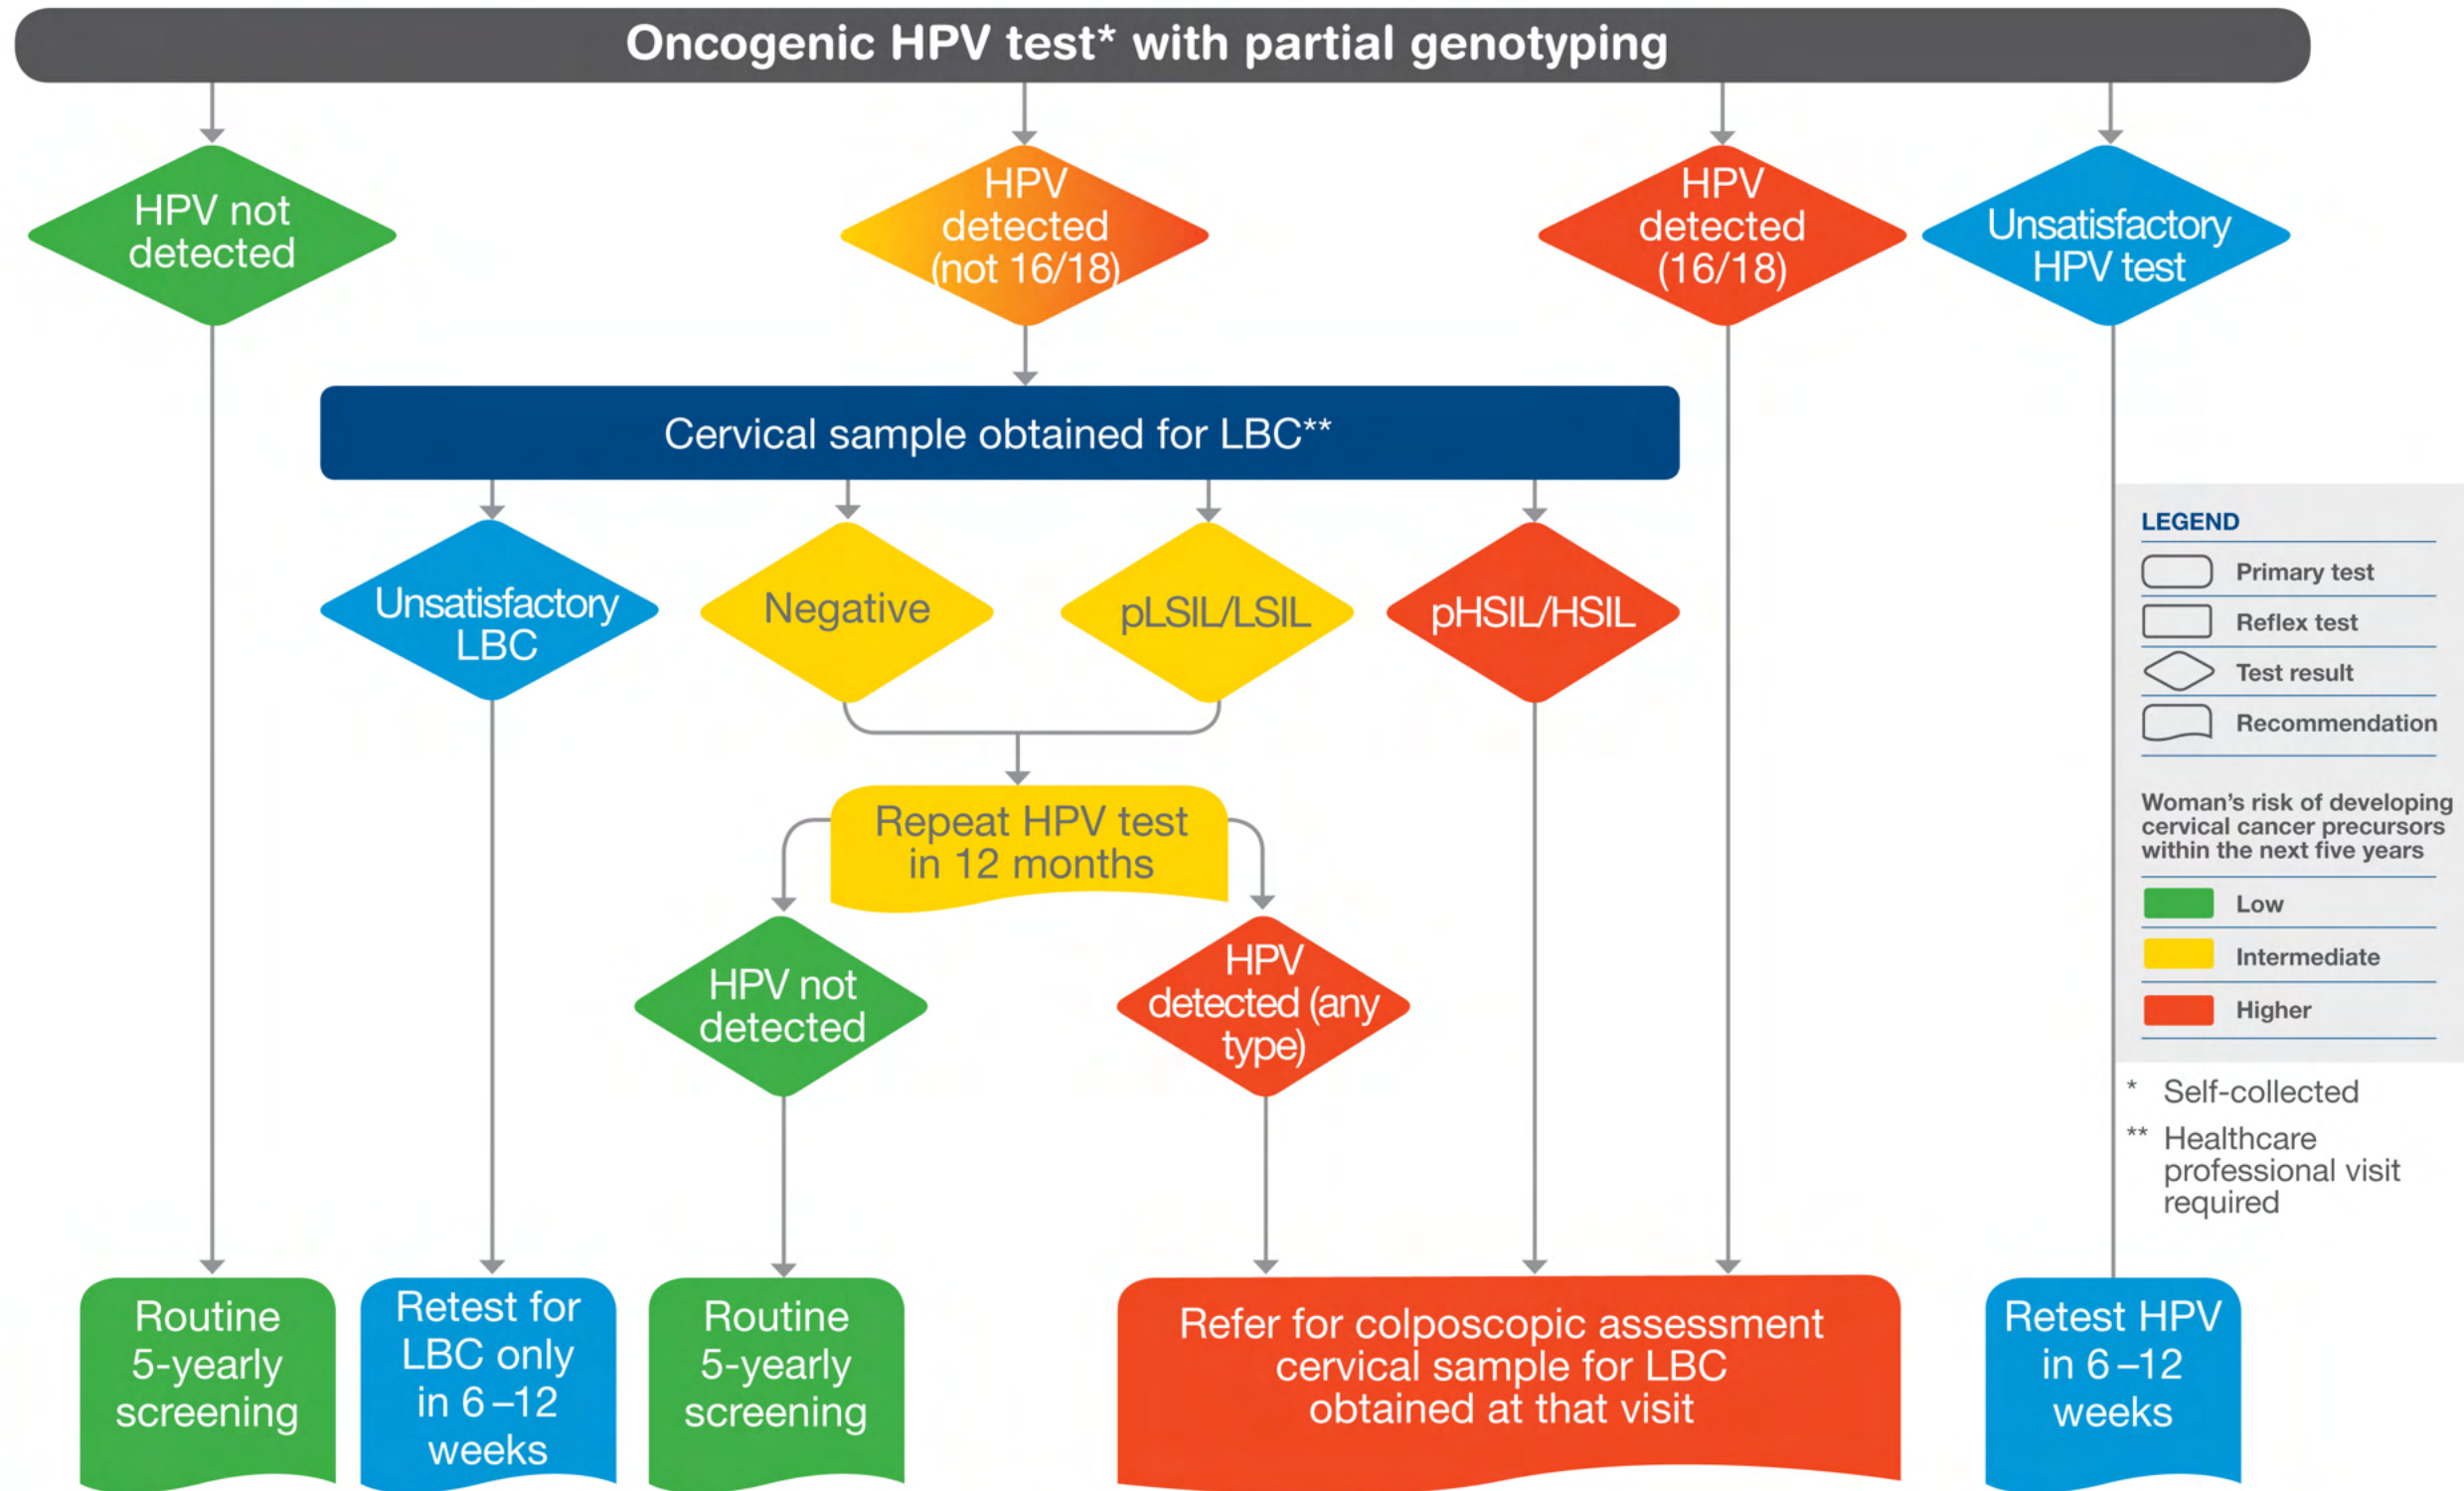 Oncogenic HPV test* with partial genotyping
HPV not
detected
HPV
detected
(not 16/18)
HPV
detected
(16/18)
Unsatisfactory
HPV test
Cervical sample obtained for LBC**
Unsatisfactory
LBC
Negative
pLSIL/LSIL
pHSIL/HSIL
Repeat HPV test
in 12 months
HPV not
detected
HPV
detected (any
type)
Routine
5-yearly
screening
Retest for
LBC only
in 6–12
weeks
Routine
5-yearly
screening
Refer for colposcopic assessment
cervical sample for LBC
obtained at that visit
Retest HPV
in 6–12
weeks
LEGEND
Primary test
Reflex test
Test result
Recommendation
Woman's risk of developing
cervical cancer precursors
within the next five years
Low
Intermediate
Higher
* Self-collected
** Healthcare
professional visit
required